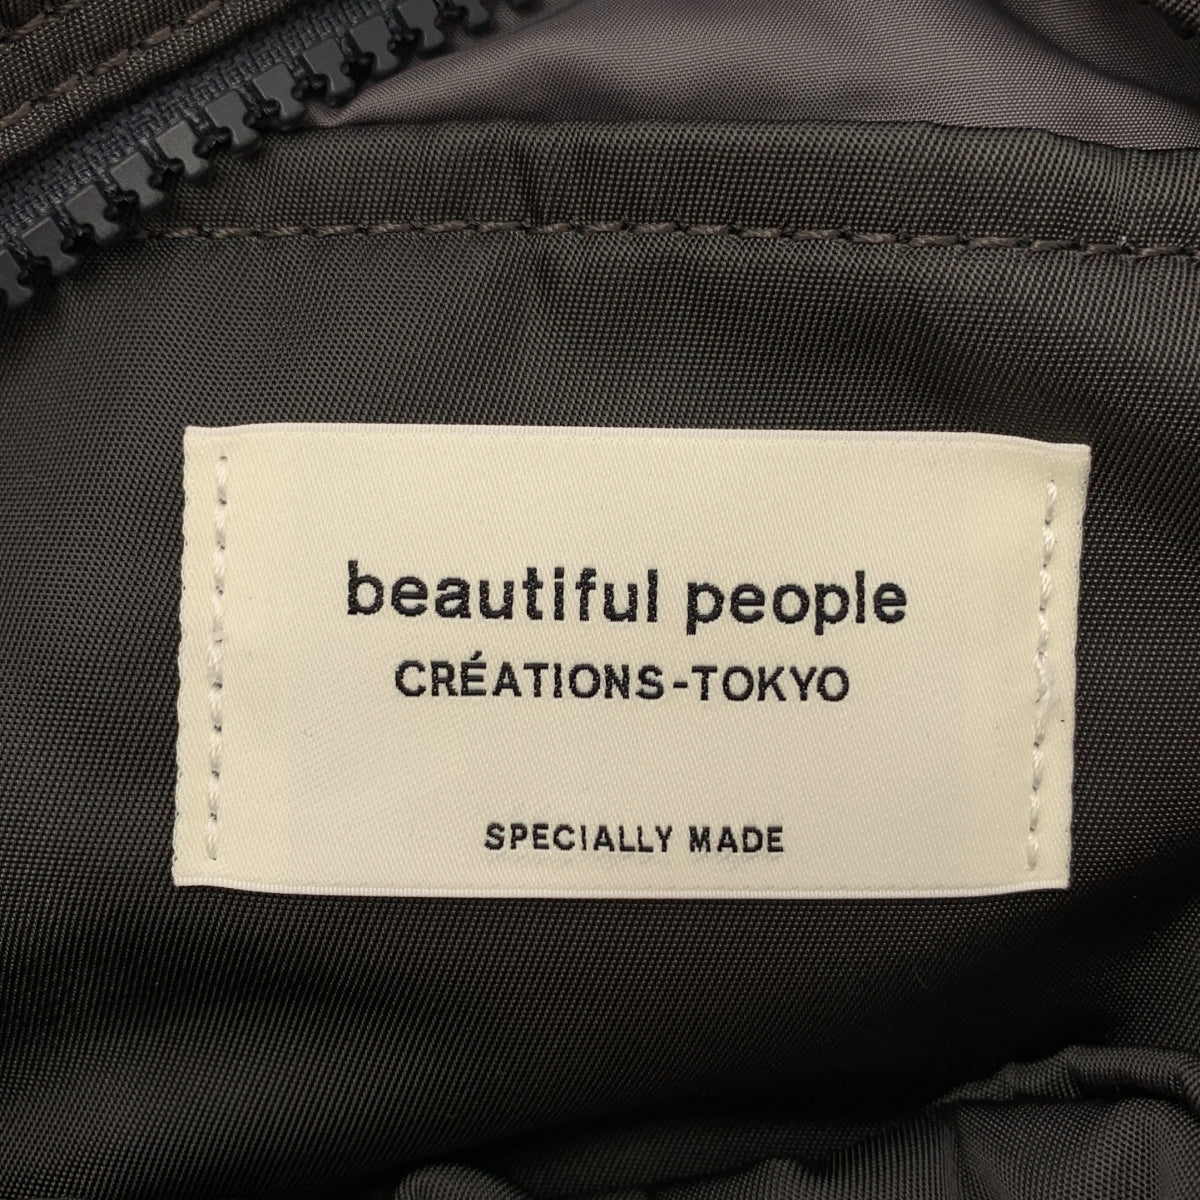 beautiful people
CRÉATIONS-TOKYO
SPECIALLY MADE